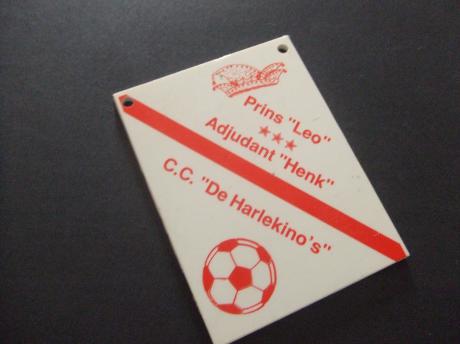 Prins "Leo"
★★★
Adjudant "Henk"
C.C. "De Harlekino's"